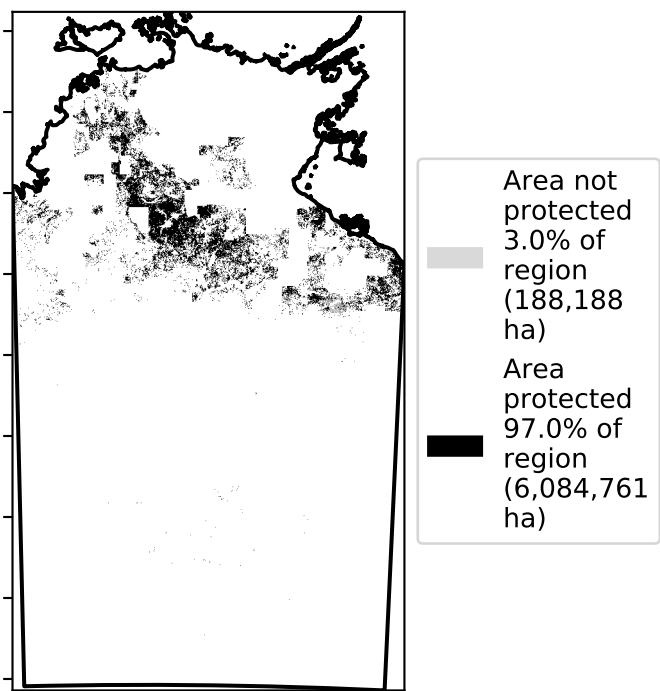 Area not
protected
3.0% of
region
(188,188
ha)
Area
protected
97.0% of
region
(6,084,761
ha)